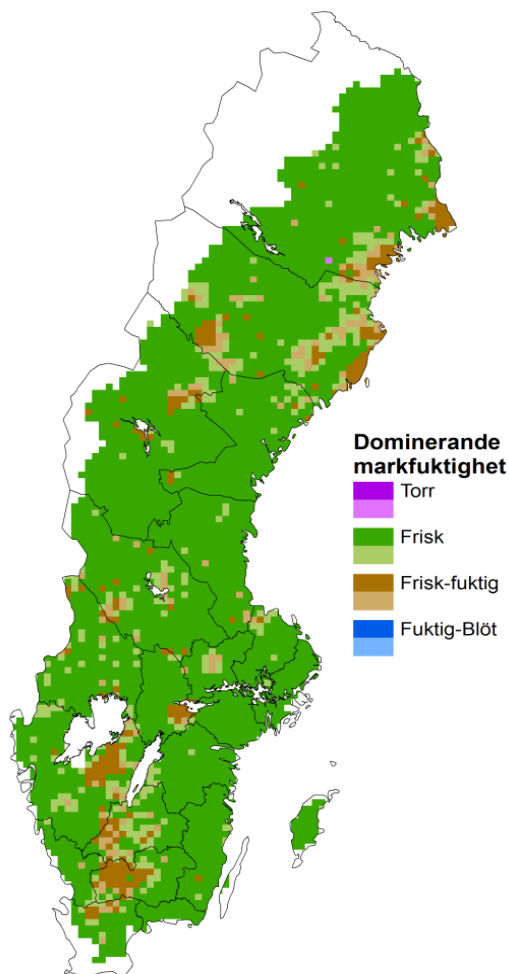 Dominerande
markfuktighet
Torr
Frisk
Frisk-fuktig
Fuktig-Blöt